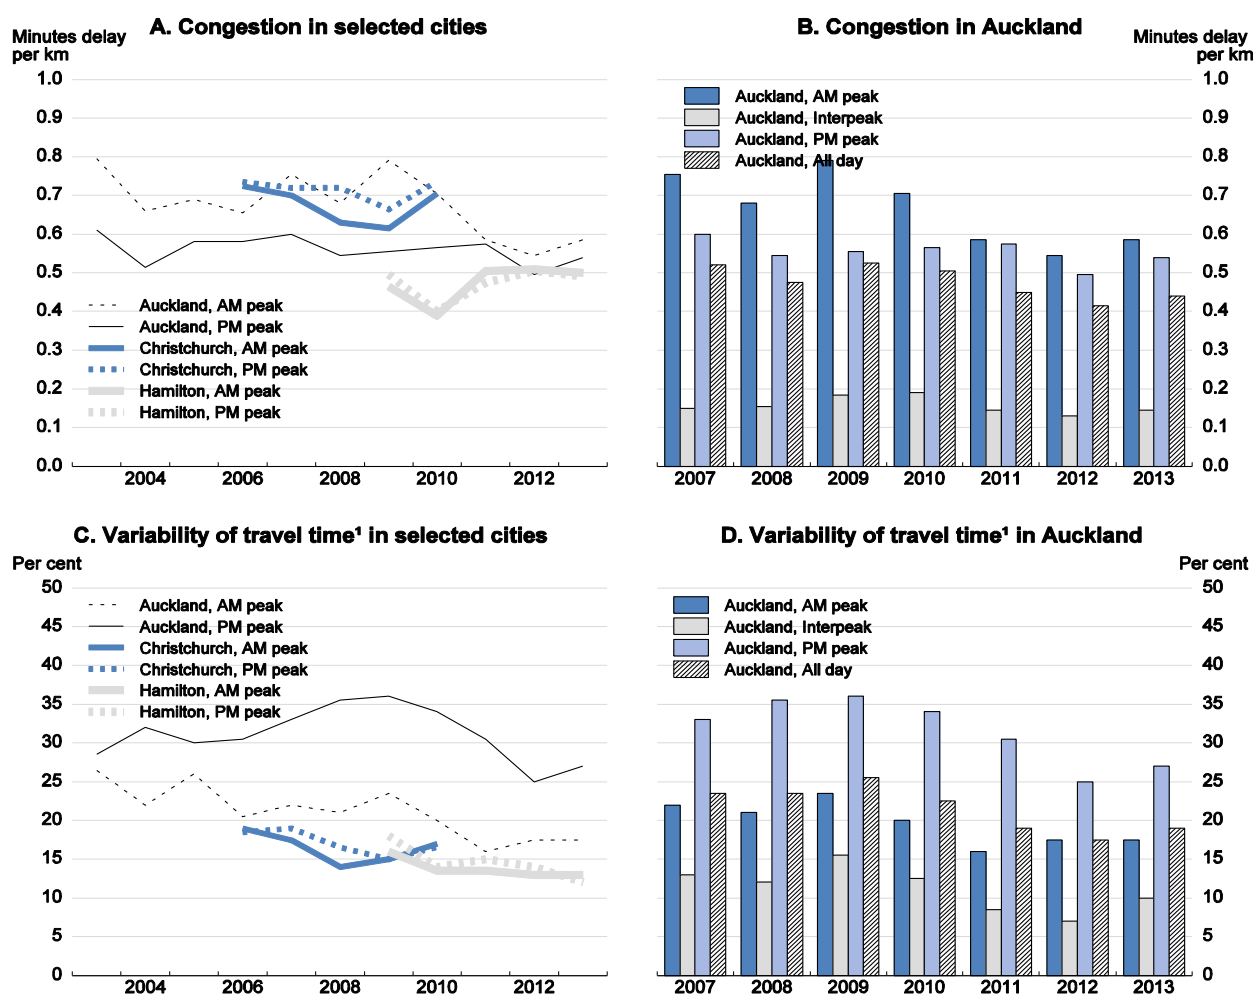 A. Congestion in selected cities
Minutes delay
per km
1.0
0.9
0.8
0.7
0.6
0.5
0.4
0.3
0.2
0.1
0.0
Auckland, AM peak
Auckland, PM peak
Christchurch, AM peak
Christchurch, PM peak
Hamilton, AM peak
Hamilton, PM peak
2004 2006 2008 2010 2012
B. Congestion in Auckland
Minutes delay
per km
Auckland, AM peak
Auckland, Interpeak
Auckland, PM peak
Auckland, All day
1.0
0.9
0.8
0.7
0.6
0.5
0.4
0.3
0.2
0.1
0.0
2007 2008 2009 2010 2011 2012 2013
C. Variability of travel time¹ in selected cities
Per cent
50
45
40
35
30
25
20
15
10
5
0
Auckland, AM peak
Auckland, PM peak
Christchurch, AM peak
Christchurch, PM peak
Hamilton, AM peak
Hamilton, PM peak
2004 2006 2008 2010 2012
D. Variability of travel time¹ in Auckland
Per cent
Auckland, AM peak
Auckland, Interpeak
Auckland, PM peak
Auckland, All day
50
45
40
35
30
25
20
15
10
5
0
2007 2008 2009 2010 2011 2012 2013